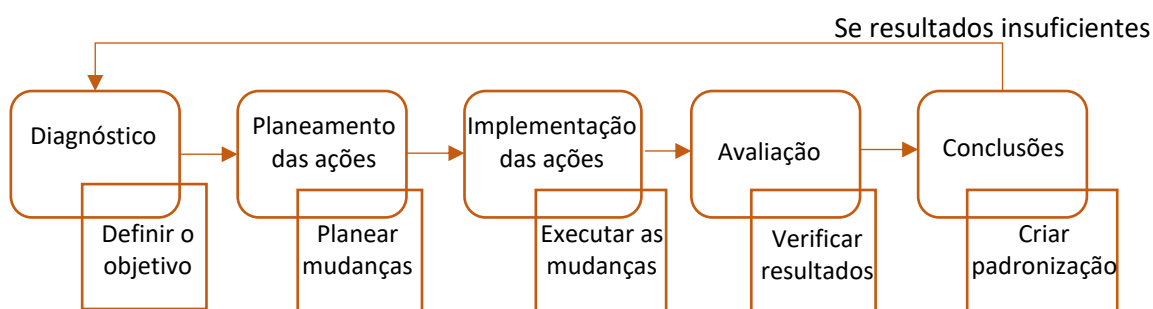 Se resultados insuficientes
Diagnóstico
Planeamento
das ações
Implementação
das ações
Avaliação
Conclusões
Definir o
objetivo
Planear
mudanças
Executar as
mudanças
Verificar
resultados
Criar
padronização